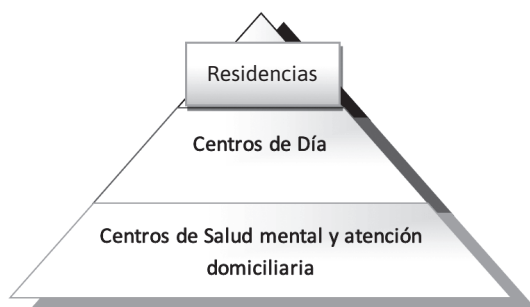 Residencias
Centros de Día
Centros de Salud mental y atención
domiciliaria